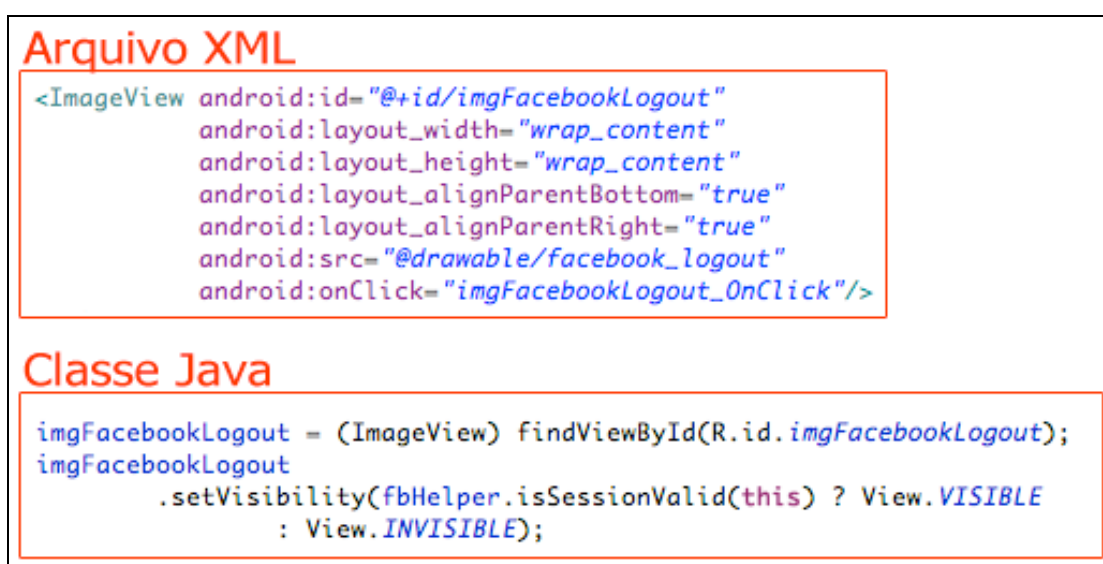 Arquivo XML
<ImageView android:id="@+id/imgFacebookLogout"
android:layout_width="wrap_content"
android:layout_height="wrap_content"
android:layout_alignParentBottom="true"
android:layout_alignParentRight="true"
android:src="@drawable/facebook_logout"
android:onClick="imgFacebookLogout_OnClick"/>
Classe Java
imgFacebookLogout = (ImageView) findViewById(R.id.imgFacebookLogout);
imgFacebookLogout
.setVisibility(fbHelper.isSessionValid(this) ? View.VISIBLE
: View.INVISIBLE);